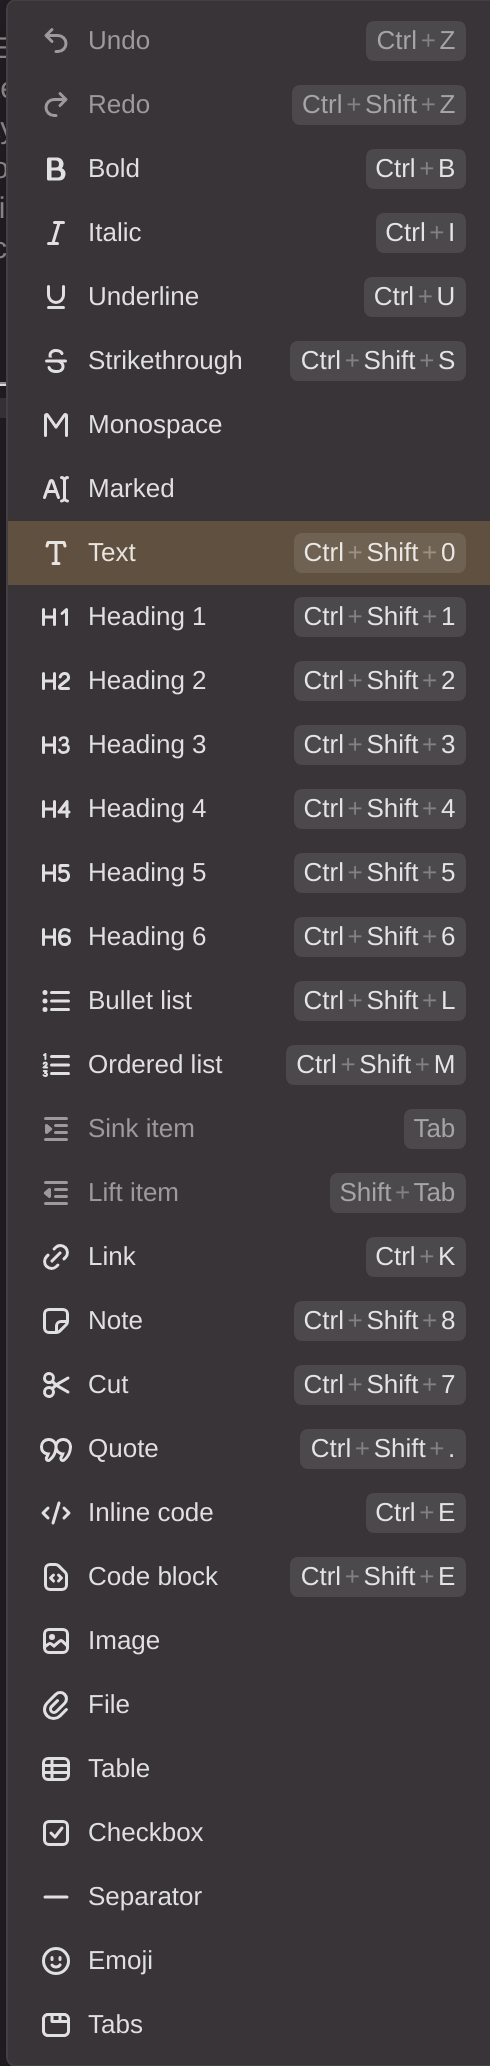 Undo Ctrl+Z
Redo Ctrl+Shift+Z
B Bold Ctrl+B
I Italic Ctrl+I
U Underline Ctrl+U
S Strikethrough Ctrl+Shift+S
M Monospace
A Marked
T Text Ctrl+Shift+0
H1 Heading 1 Ctrl+Shift+1
H2 Heading 2 Ctrl+Shift+2
H3 Heading 3 Ctrl+Shift+3
H4 Heading 4 Ctrl+Shift+4
H5 Heading 5 Ctrl+Shift+5
H6 Heading 6 Ctrl+Shift+6
Bullet list Ctrl+Shift+L
Ordered list Ctrl+Shift+M
Sink item Tab
Lift item Shift+Tab
Link Ctrl+K
Note Ctrl+Shift+8
Cut Ctrl+Shift+7
Quote Ctrl+Shift+.
Inline code Ctrl+E
Code block Ctrl+Shift+E
Image
File
Table
Checkbox
Separator
Emoji
Tabs